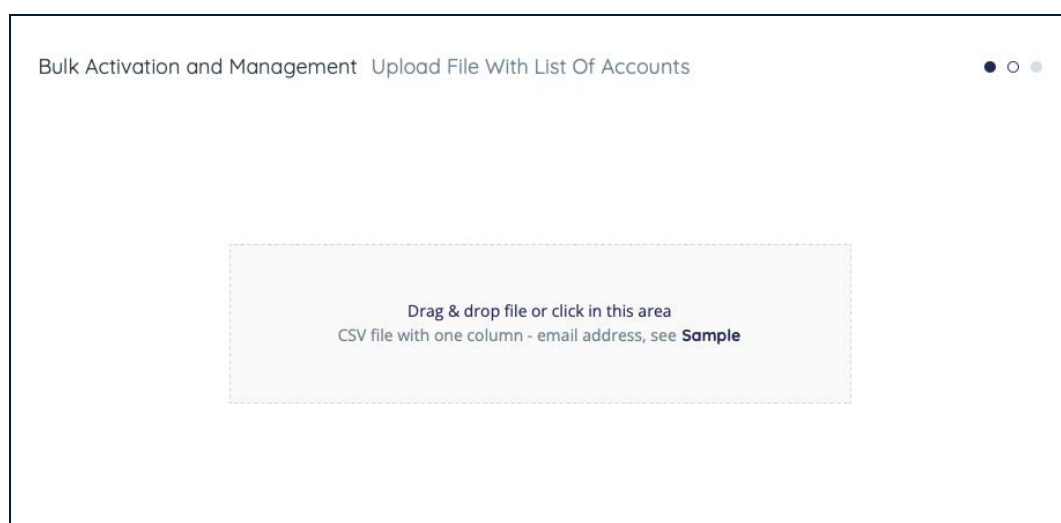 Bulk Activation and Management Upload File With List Of Accounts
Drag & drop file or click in this area
CSV file with one column - email address, see Sample